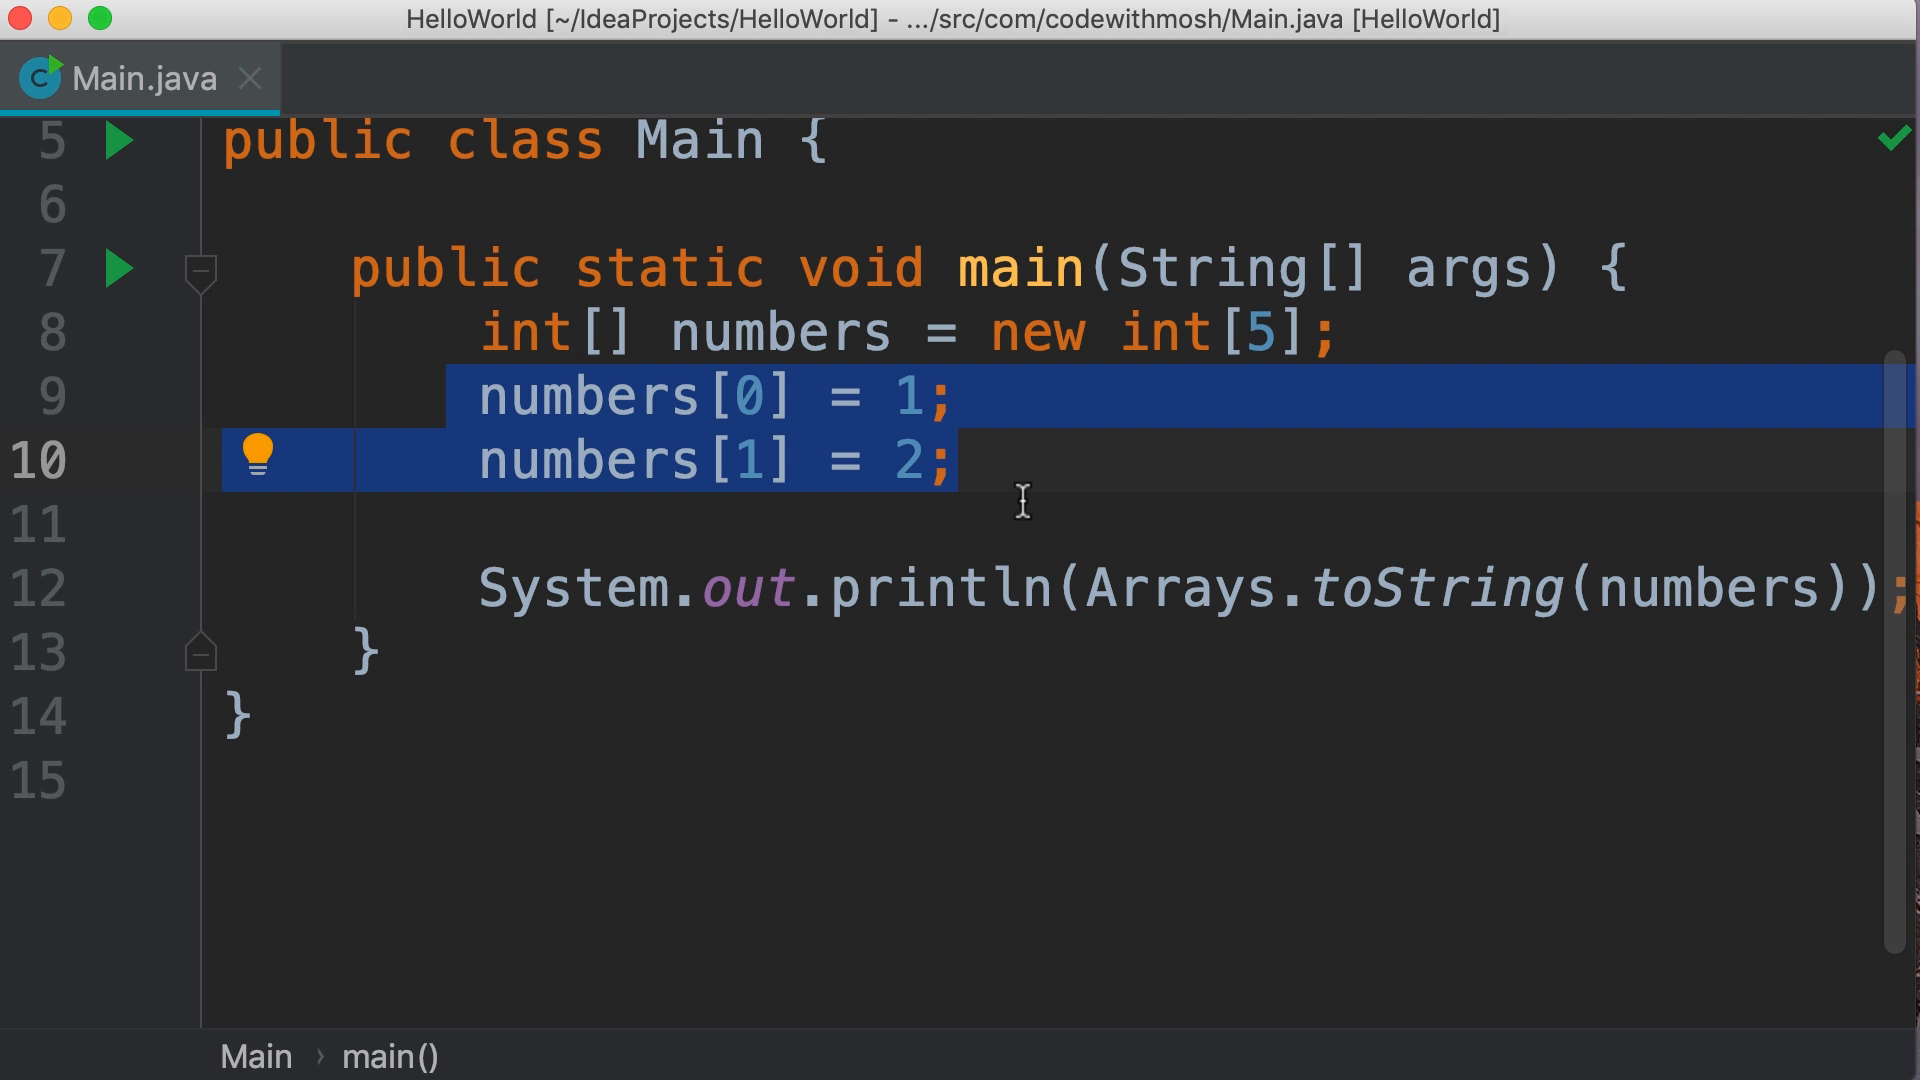 HelloWorld [~/IdeaProjects/HelloWorld] - .../src/com/codewithmosh/Main.java [HelloWorld]
Main.java
5 public class Main {
6
7 public static void main(String[] args) {
8 int[] numbers = new int[5];
9 numbers[0] = 1;
10 numbers[1] = 2;
11
12 System.out.println(Arrays.toString(numbers));
13 }
14 }
15
Main › main()